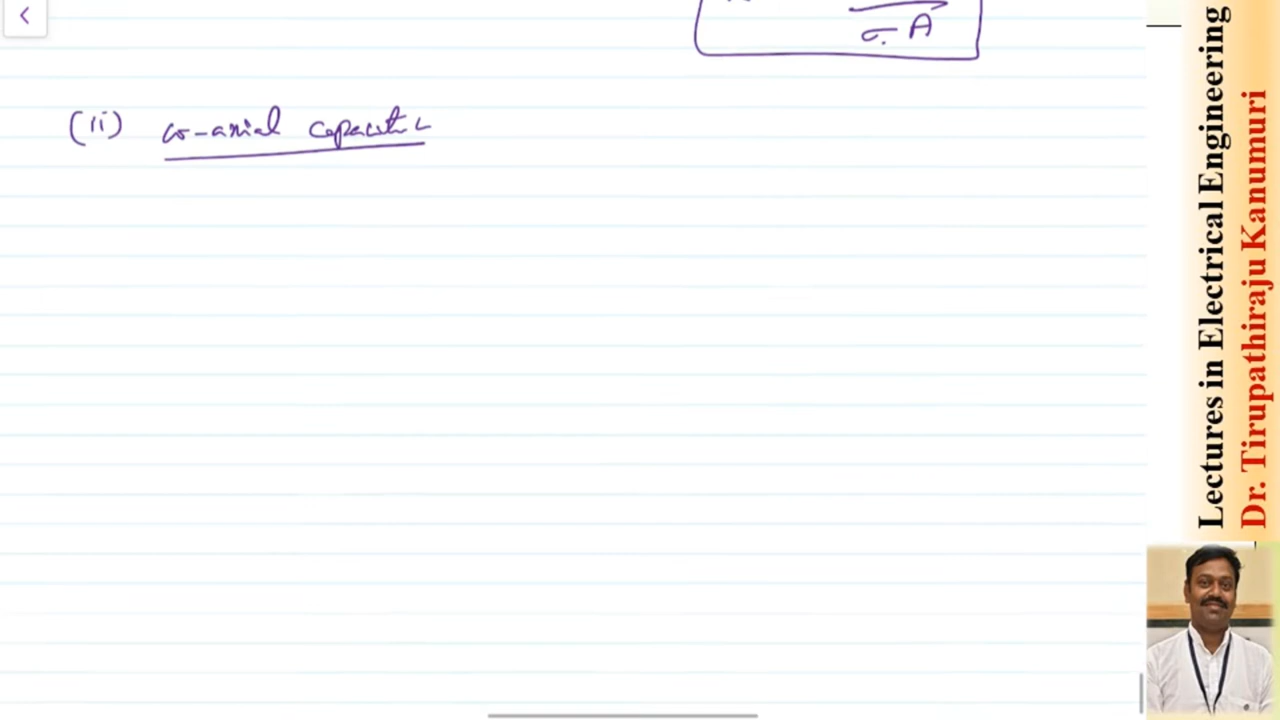 σ A
(ii) co-axial capacitor
Lectures in Electrical Engineering
Dr. Tirupathiraju Kanumuri